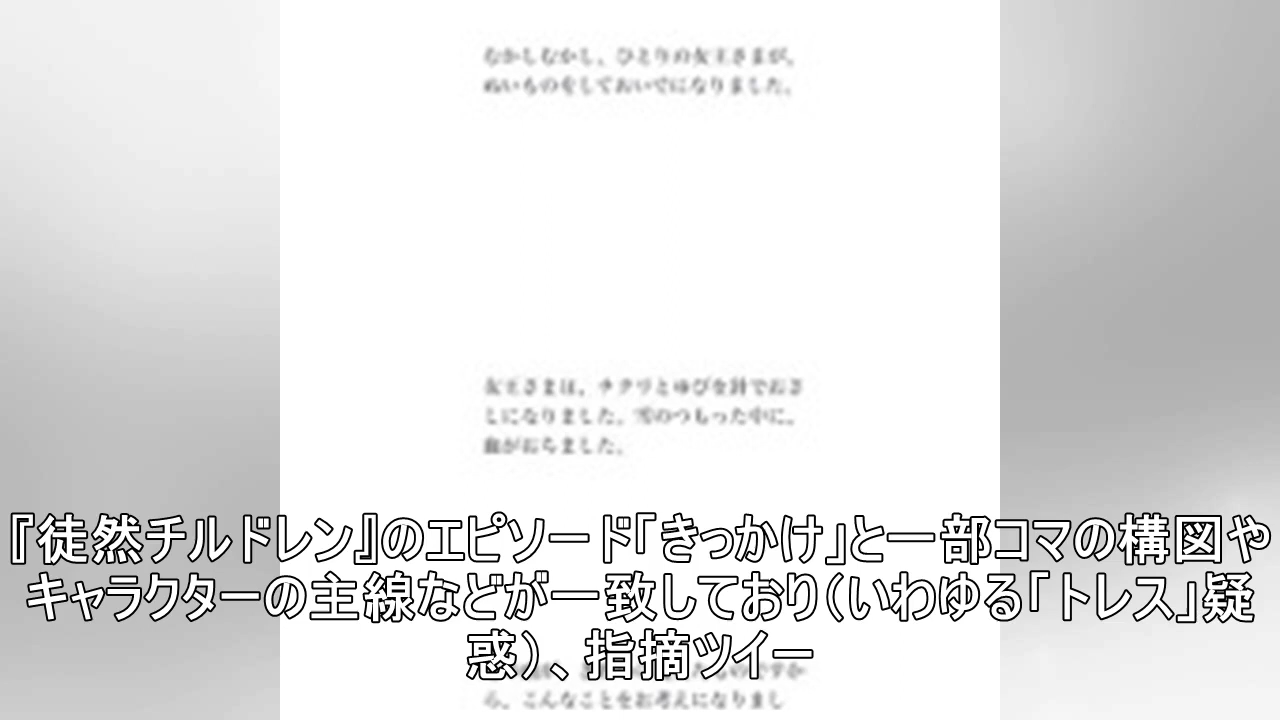 むかしむかし、ひとりの女王さまが、
ぬいものをしておいでになりました。
女王さまは、チクリとゆびを針でおさ
しになりました。雪のつもった中に、
血がおちました。
『徒然チルドレン』のエピソード「きっかけ」と一部コマの構図や
キャラクターの主線などが一致しており（いわゆる「トレス」疑
惑）、指摘ツイー
ら、こんなことをお考えになりまし